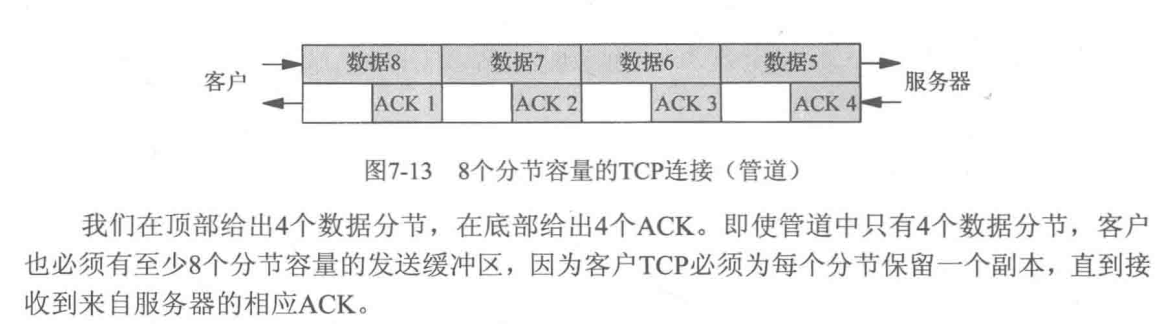 数据8 数据7 数据6 数据5
客户 服务器
ACK 1 ACK 2 ACK 3 ACK 4
图7-13 8个分节容量的TCP连接（管道）
我们在顶部给出4个数据分节，在底部给出4个ACK。即使管道中只有4个数据分节，客户
也必须有至少8个分节容量的发送缓冲区，因为客户TCP必须为每个分节保留一个副本，直到接
收到来自服务器的相应ACK。